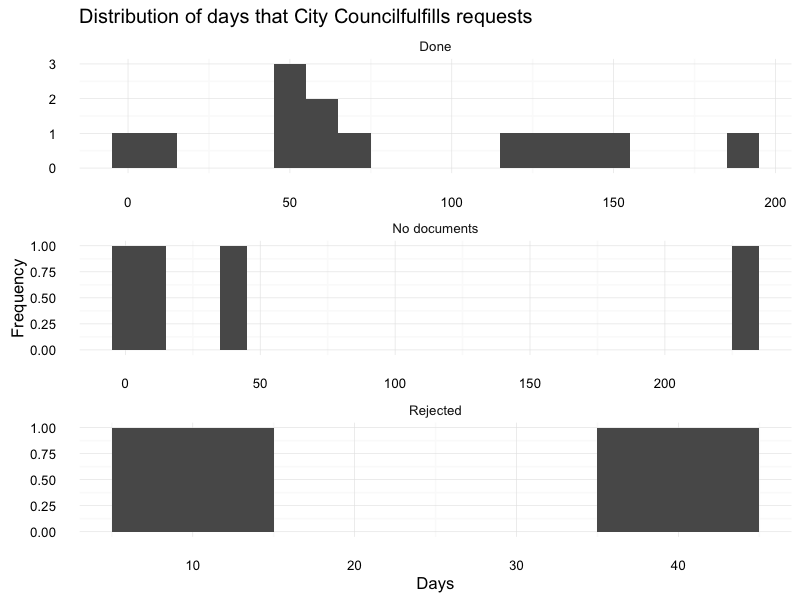 Distribution of days that City Councilfulfills requests
Done
3
2
1
0
0 50 100 150 200
No documents
1.00
0.75
0.50
0.25
0.00
0 50 100 150 200
Frequency
Rejected
1.00
0.75
0.50
0.25
0.00
10 20 30 40
Days